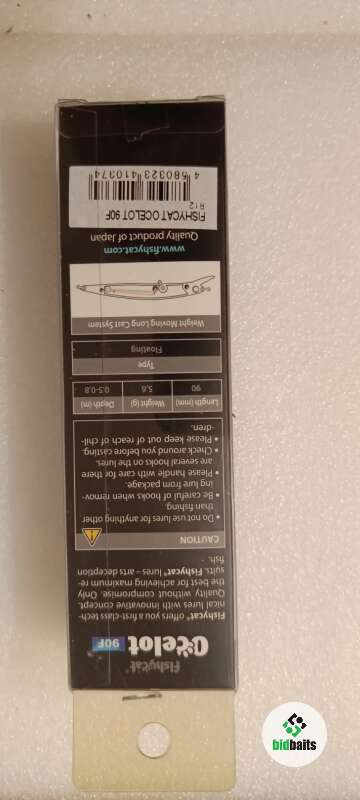 Fishycat®
Ocelot 90F
Fishycat® offers you a first-class tech-
nical lures with innovative concept.
Quality without compromise. Only
the best for achieving maximum re-
suits. Fishycat® lures – arts deception
fish.
CAUTION
• Do not use lures for anything other
than fishing.
• Be careful of hooks when remov-
ing lure from package.
• Please handle with care for there
are several hooks on the lures.
• Check around you before casting.
• Please keep out of reach of chil-
dren.
Length (mm) Weight (g) Depth (m)
90 5,6 0.5-0.8
Type
Floating
Weight Moving Long Cast System
www.fishycat.com
Quality product of Japan
R12
FISHYCAT OCELOT 90F
4 580323 410374
bidbaits